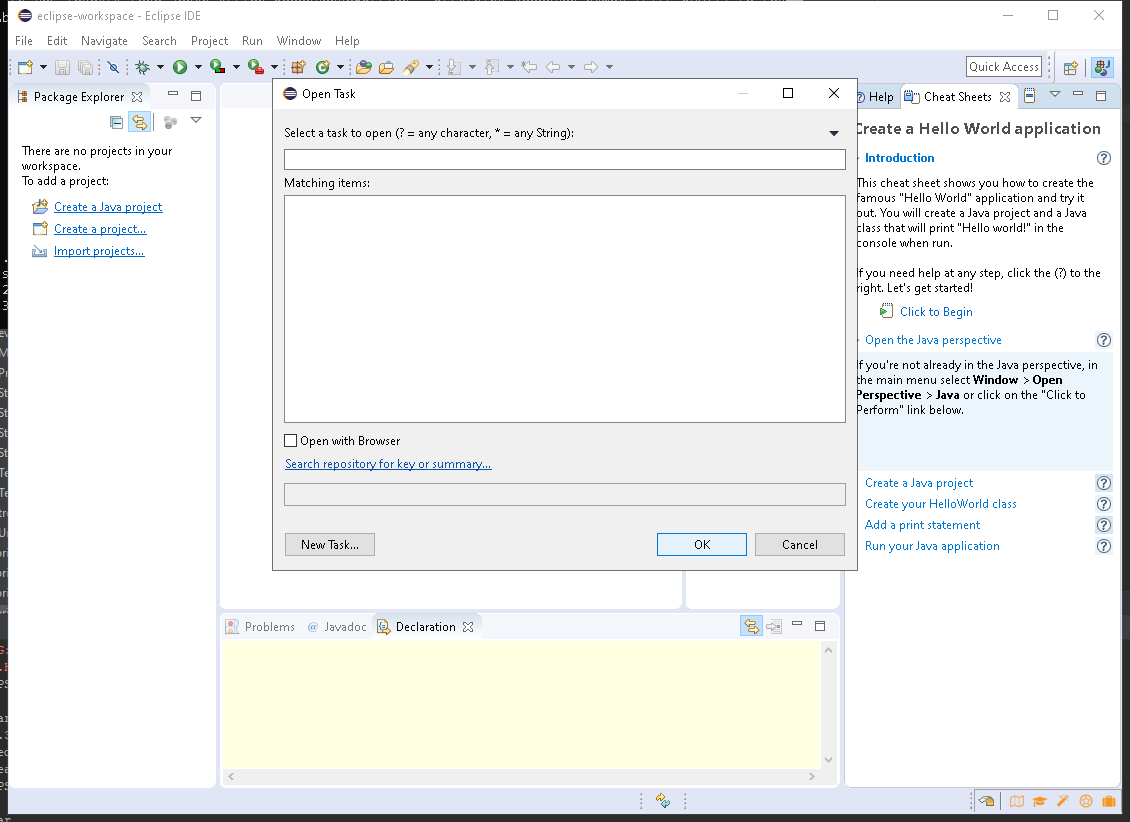 eclipse-workspace - Eclipse IDE
File Edit Navigate Search Project Run Window Help
Quick Access
Package Explorer
There are no projects in your
workspace.
To add a project:
Create a Java project
Create a project...
Import projects...
Open Task
Select a task to open (? = any character, * = any String):
Matching items:
Open with Browser
Search repository for key or summary...
New Task...
OK
Cancel
Help
Cheat Sheets
Create a Hello World application
Introduction
This cheat sheet shows you how to create the
famous "Hello World" application and try it
out. You will create a Java project and a Java
class that will print "Hello world!" in the
console when run.
If you need help at any step, click the (?) to the
right. Let's get started!
Click to Begin
Open the Java perspective
If you're not already in the Java perspective, in
the main menu select Window > Open
Perspective > Java or click on the "Click to
Perform" link below.
Create a Java project
Create your HelloWorld class
Add a print statement
Run your Java application
Problems
@ Javadoc
Declaration